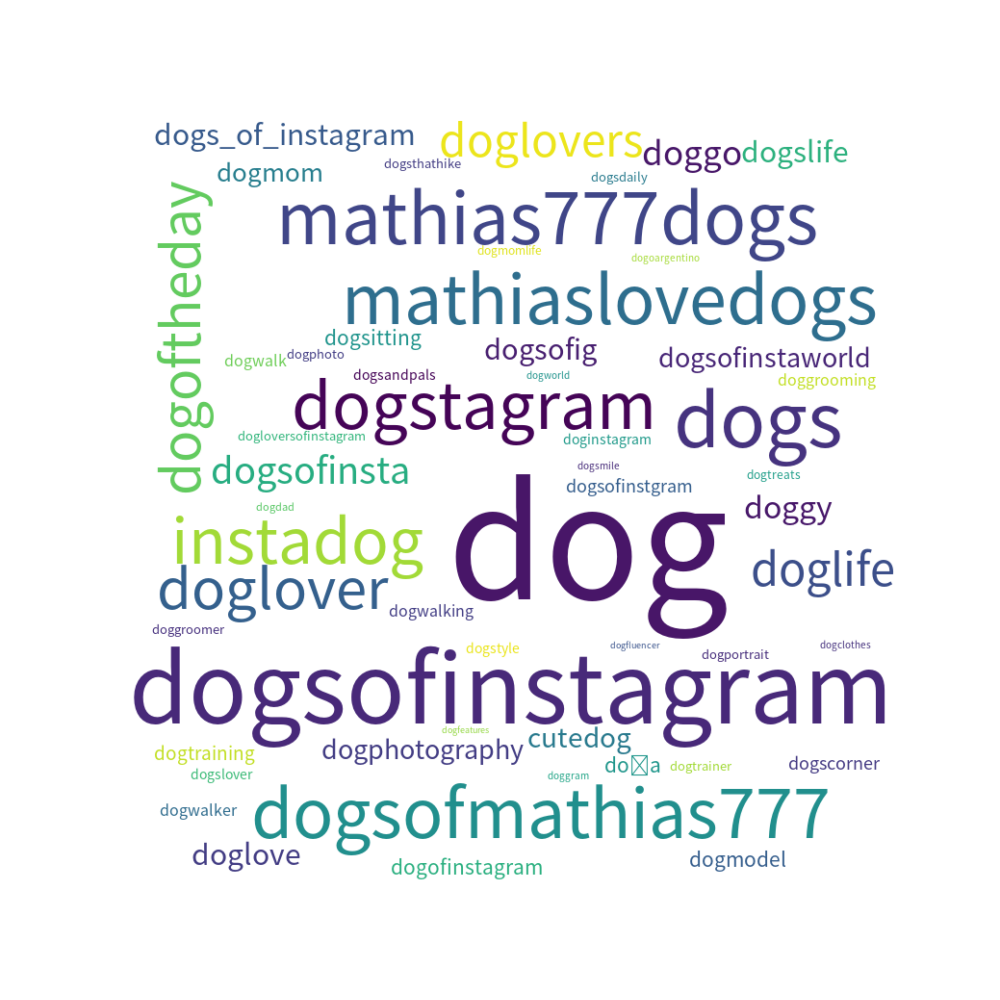 dogs_of_instagram
doglovers
doggo
dogslife
dogmom
dogsthathike
dogsdaily
dogoftheday
mathias777dogs
dogmomlife
dogoargentino
mathiaslovedogs
dogsitting
dogsofig
dogsofinstaworld
dogwalk
dogphoto
dogsandpals
dogworld
doggrooming
dogstagram
dogs
dogloversofinstagram
doginstagram
dogsofinsta
dogsmile
dogtreats
dogsofinstgram
dogdad
doggy
instadog
dog
doglife
doglover
dogwalking
doggroomer
dogstyle
dogfluencer
dogportrait
dogclothes
dogsofinstagram
dogfeatures
cutedog
dogtraining
dogphotography
do□a
dogtrainer
dogscorner
dogslover
doggram
dogwalker
dogsofmathias777
doglove
dogofinstagram
dogmodel